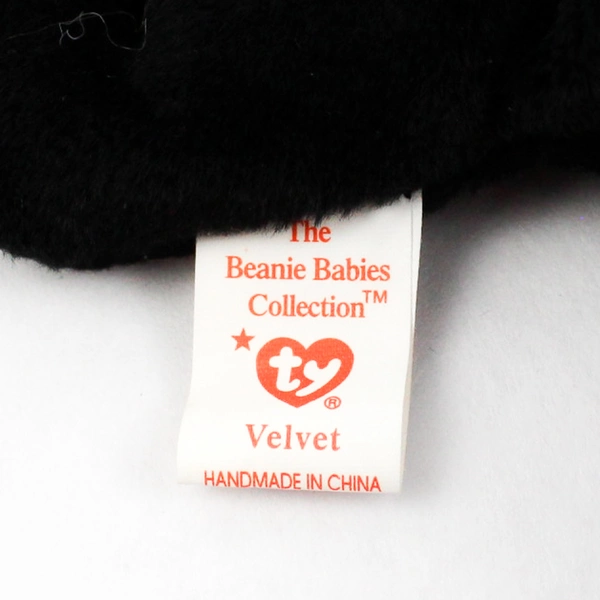 The
Beanie Babies
Collection™
ty®
Velvet
HANDMADE IN CHINA